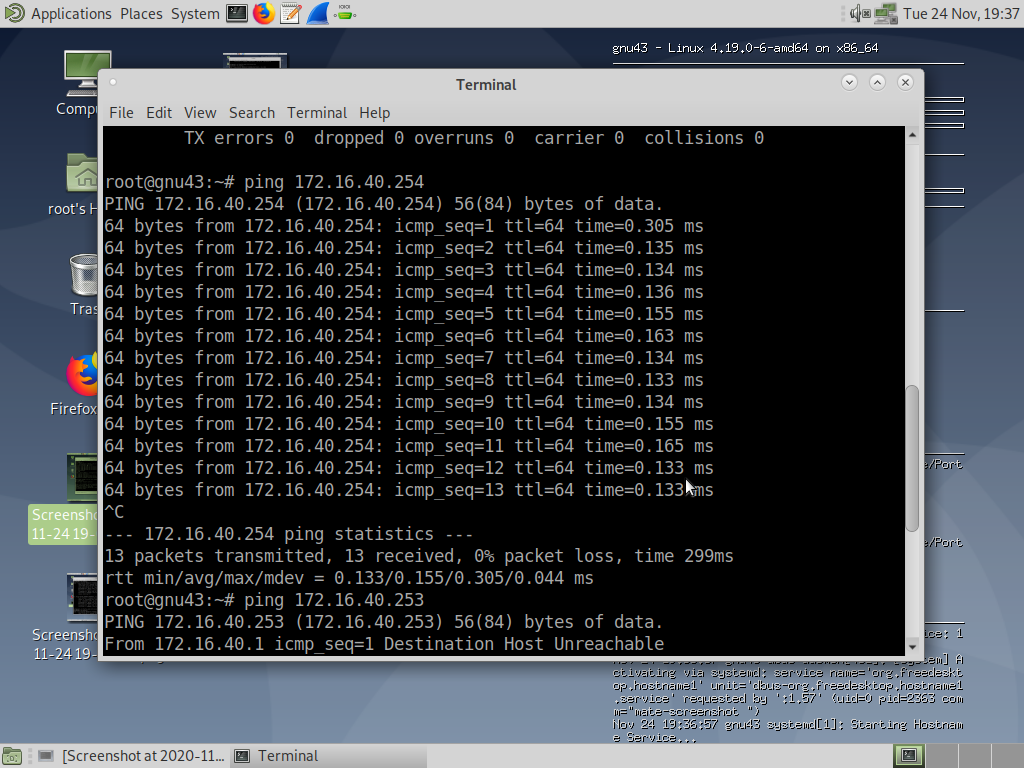 Applications Places System Tue 24 Nov, 19:37
gnu43 - Linux 4.19.0-6-amd64 on x86_64
Terminal
File Edit View Search Terminal Help
TX errors 0  dropped 0 overruns 0  carrier 0  collisions 0
root@gnu43:~# ping 172.16.40.254
PING 172.16.40.254 (172.16.40.254) 56(84) bytes of data.
64 bytes from 172.16.40.254: icmp_seq=1 ttl=64 time=0.305 ms
64 bytes from 172.16.40.254: icmp_seq=2 ttl=64 time=0.135 ms
64 bytes from 172.16.40.254: icmp_seq=3 ttl=64 time=0.134 ms
64 bytes from 172.16.40.254: icmp_seq=4 ttl=64 time=0.136 ms
64 bytes from 172.16.40.254: icmp_seq=5 ttl=64 time=0.155 ms
64 bytes from 172.16.40.254: icmp_seq=6 ttl=64 time=0.163 ms
64 bytes from 172.16.40.254: icmp_seq=7 ttl=64 time=0.134 ms
64 bytes from 172.16.40.254: icmp_seq=8 ttl=64 time=0.133 ms
64 bytes from 172.16.40.254: icmp_seq=9 ttl=64 time=0.134 ms
64 bytes from 172.16.40.254: icmp_seq=10 ttl=64 time=0.155 ms
64 bytes from 172.16.40.254: icmp_seq=11 ttl=64 time=0.165 ms
64 bytes from 172.16.40.254: icmp_seq=12 ttl=64 time=0.133 ms
64 bytes from 172.16.40.254: icmp_seq=13 ttl=64 time=0.133 ms
^C
--- 172.16.40.254 ping statistics ---
13 packets transmitted, 13 received, 0% packet loss, time 299ms
rtt min/avg/max/mdev = 0.133/0.155/0.305/0.044 ms
root@gnu43:~# ping 172.16.40.253
PING 172.16.40.253 (172.16.40.253) 56(84) bytes of data.
From 172.16.40.1 icmp_seq=1 Destination Host Unreachable
Compu
root's H
Tras
Firefox
Screensho
11-24 19-
Screensho
11-24 19-
e/Port
e/Port
ice: 1
[system] A
ctivating via systemd: service name='org.freedeskt
op.hostname1' unit='dbus-org.freedesktop.hostname1
.service' requested by ':1.57' (uid=0 pid=2363 com
m="mate-screenshot ")
Nov 24 19:36:57 gnu43 systemd[1]: Starting Hostnam
e Service...
[Screenshot at 2020-11... Terminal